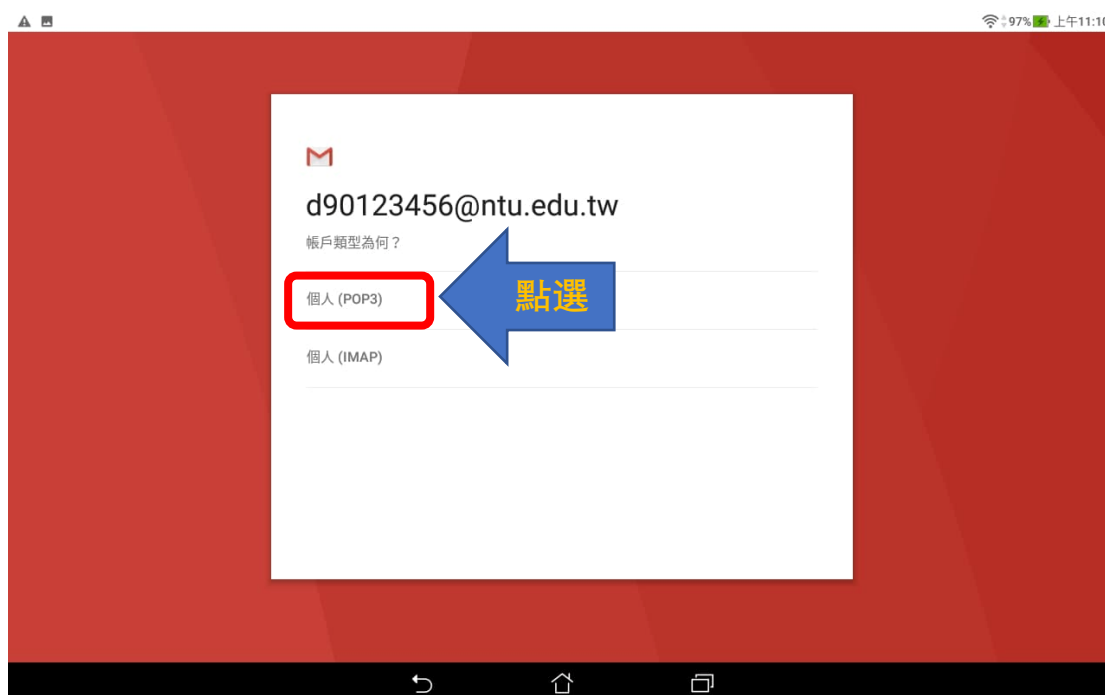 97% 上午11:10
d90123456@ntu.edu.tw
帳戶類型為何？
個人 (POP3)
點選
個人 (IMAP)